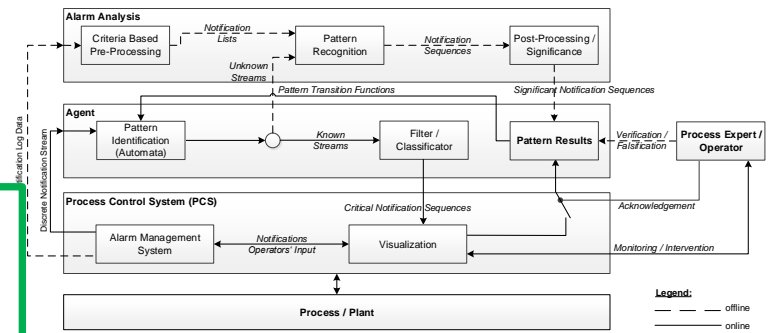 Alarm Analysis
Criteria Based
Pre-Processing
Notification
Lists
Pattern
Recognition
Notification
Sequences
Post-Processing /
Significance
Unknown
Streams
Pattern Transition Functions
Significant Notification Sequences
Agent
Pattern
Identification
(Automata)
Known
Streams
Filter /
Classificator
Pattern Results
Verification /
Falsification
Process Expert /
Operator
Log Data
Discrete Notification Stream
Process Control System (PCS)
Critical Notification Sequences
Acknowledgement
Alarm Management
System
Notifications
Operators' Input
Visualization
Monitoring / Intervention
Process / Plant
Legend:
offline
online